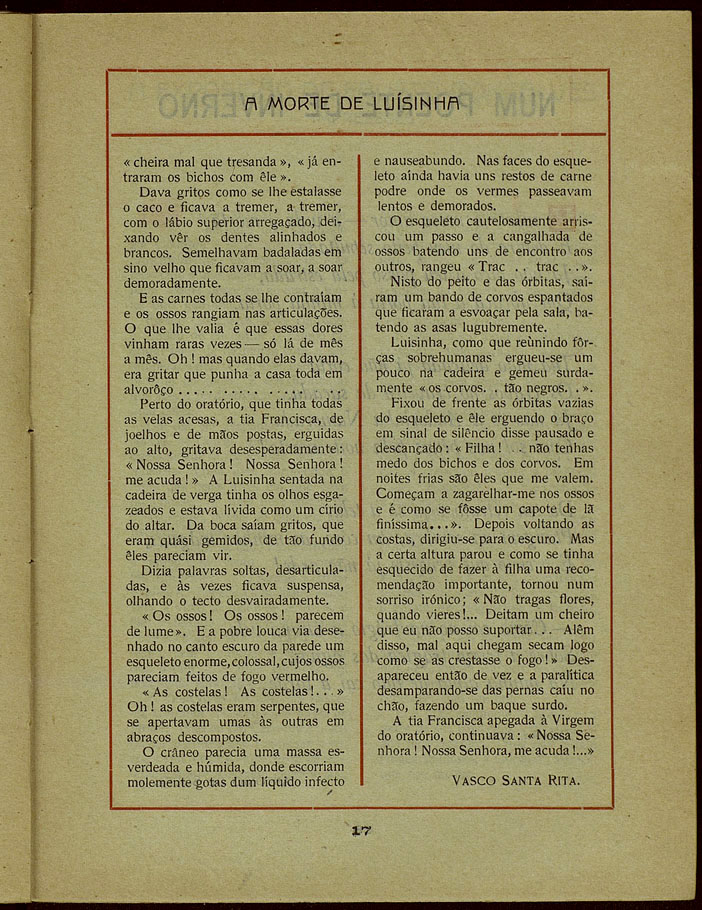 A MORTE DE LUÍSINHA
« cheira mal que tresanda », « já en-
traram os bichos com êle ».
Dava gritos como se lhe estalasse
o caco e ficava a tremer, a tremer,
com o lábio superior arregaçado, dei-
xando vêr os dentes alinhados e
brancos. Semelhavam badaladas em
sino velho que ficavam a soar, a soar
demoradamente.
E as carnes todas se lhe contraíam
e os ossos rangiam nas articulações.
O que lhe valia é que essas dores
vinham raras vezes — só lá de mês
a mês. Oh ! mas quando elas davam,
era gritar que punha a casa toda em
alvorôço . . . . . . . . . . . . . . . . . .
Perto do oratório, que tinha todas
as velas acesas, a tia Francisca, de
joelhos e de mãos postas, erguidas
ao alto, gritava desesperadamente :
« Nossa Senhora ! Nossa Senhora !
me acuda ! » A Luisinha sentada na
cadeira de verga tinha os olhos esga-
zeados e estava lívida como um círio
do altar. Da boca saíam gritos, que
eram quási gemidos, de tão fundo
êles pareciam vir.
Dizia palavras soltas, desarticula-
das, e às vezes ficava suspensa,
olhando o tecto desvairadamente.
« Os ossos ! Os ossos ! parecem
de lume ». E a pobre louca via dese-
nhado no canto escuro da parede um
esqueleto enorme, colossal, cujos ossos
pareciam feitos de fogo vermelho.
« As costelas ! As costelas !. . . »
Oh ! as costelas eram serpentes, que
se apertavam umas às outras em
abraços descompostos.
O crâneo parecia uma massa es-
verdeada e húmida, donde escorriam
molemente gotas dum líquido infecto
e nauseabundo. Nas faces do esque-
leto aínda havia uns restos de carne
podre onde os vermes passeavam
lentos e demorados.
O esqueleto cautelosamente arris-
cou um passo e a cangalhada de
ossos batendo uns de encontro aos
outros, rangeu « Trac . . trac . . ».
Nisto do peito e das órbitas, saí-
ram um bando de corvos espantados
que ficaram a esvoaçar pela sala, ba-
tendo as asas lugubremente.
Luisinha, como que reùnindo fôr-
ças sobrehumanas ergueu-se um
pouco na cadeira e gemeu surda-
mente « os corvos. . tão negros. . ».
Fixou de frente as órbitas vazias
do esqueleto e êle erguendo o braço
em sinal de silêncio disse pausado e
descançado : « Filha ! . . não tenhas
medo dos bichos e dos corvos. Em
noites frias são êles que me valem.
Começam a zagarelhar-me nos ossos
e é como se fôsse um capote de lã
finíssima... ». Depois voltando as
costas, dirigiu-se para o escuro. Mas
a certa altura parou e como se tinha
esquecido de fazer à filha uma reco-
mendação importante, tornou num
sorriso irónico ; « Não tragas flores,
quando vieres !... Deitam um cheiro
que eu não posso suportar . . . Alêm
disso, mal aqui chegam secam logo
como se as crestasse o fogo ! » Des-
apareceu então de vez e a paralítica
desamparando-se das pernas caíu no
chão, fazendo um baque surdo.
A tia Francisca apegada à Virgem
do oratório, continuava : « Nossa Se-
nhora ! Nossa Senhora, me acuda !...»
VASCO SANTA RITA.
17